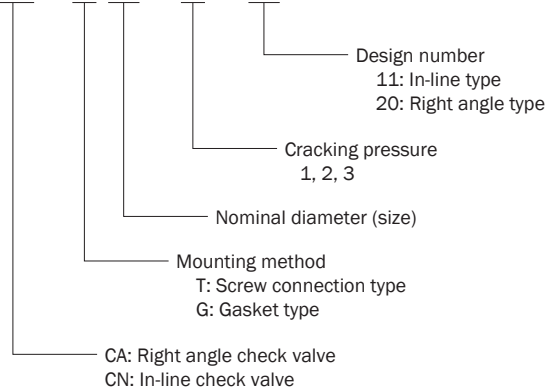 Design number
11: In-line type
20: Right angle type
Cracking pressure
1, 2, 3
Nominal diameter (size)
Mounting method
T: Screw connection type
G: Gasket type
CA: Right angle check valve
CN: In-line check valve